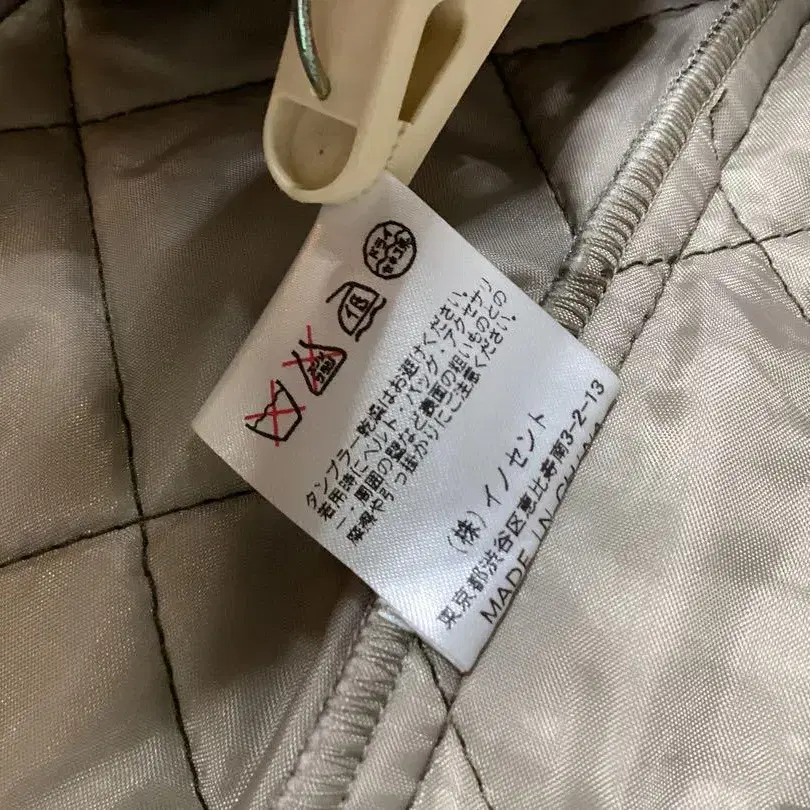 タンブラー乾燥はお避けください。
着用時にベルト・バッグ・アクセサリ
ー、周囲の壁など表面の粗いものとの
摩擦や引っ掛かりにご注意ください。
(株)イノセント
東京都渋谷区恵比寿南3-2-13
MADE IN